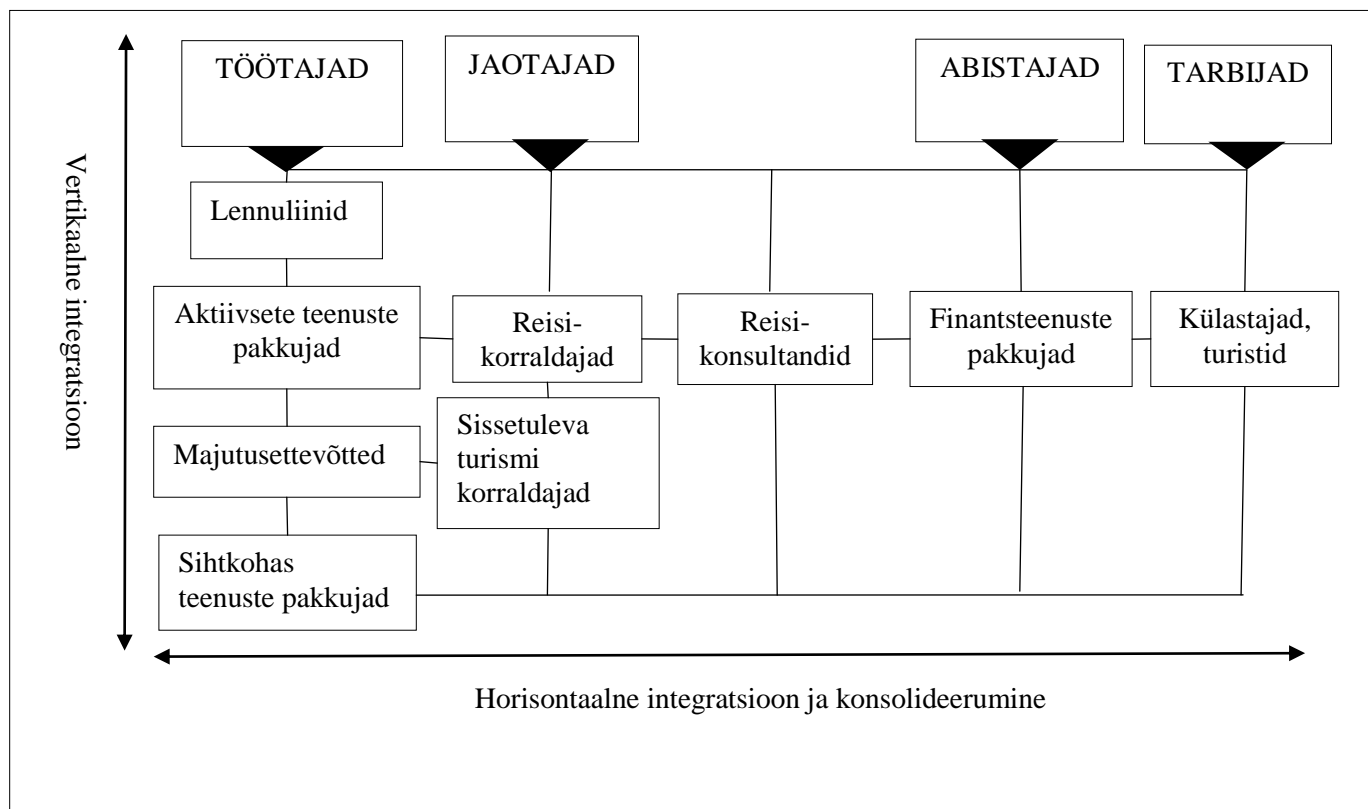 TÖÖTAJAD
JAOTAJAD
ABISTAJAD
TARBIJAD
Vertikaalne integratsioon
Lennuliinid
Aktiivsete teenuste
pakkujad
Reisi-
korraldajad
Reisi-
konsultandid
Finantsteenuste
pakkujad
Külastajad,
turistid
Majutusettevõtted
Sissetuleva
turismi
korraldajad
Sihtkohas
teenuste pakkujad
Horisontaalne integratsioon ja konsolideerumine